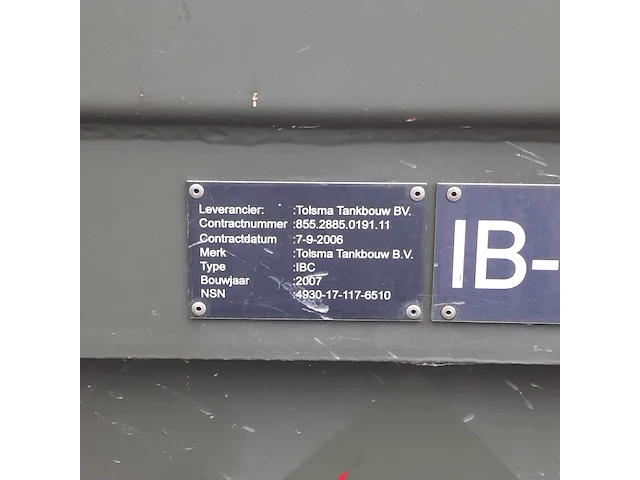 Leverancier: :Tolsma Tankbouw BV.
Contractnummer :855.2885.0191.11
Contractdatum :7-9-2006
Merk :Tolsma Tankbouw B.V.
Type :IBC
Bouwjaar :2007
NSN :4930-17-117-6510
IB-